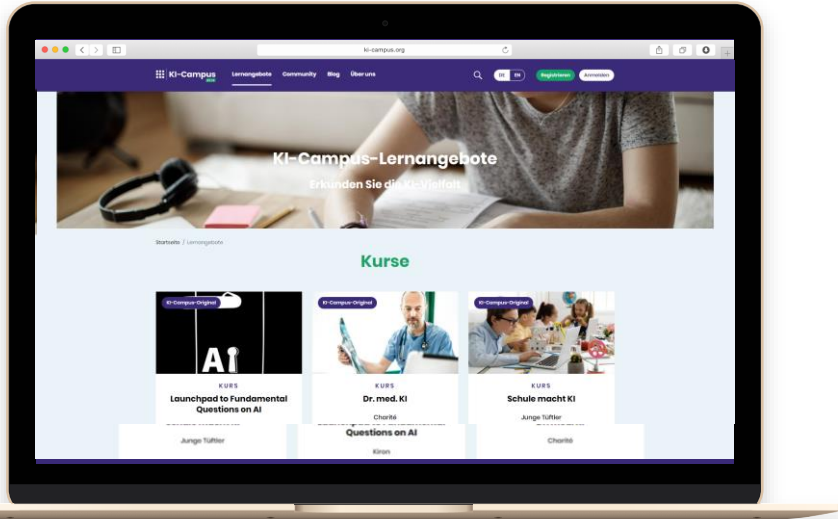 ki-campus.org
KI-Campus
BETA
Lernangebote Community Blog Über uns
DE EN
Registrieren Anmelden
KI-Campus-Lernangebote
Erkunden Sie die KI-Vielfalt
Startseite / Lernangebote
Kurse
KI-Campus-Original
KI-Campus-Original
KI-Campus-Original
AI
KURS
Launchpad to Fundamental
Questions on AI
KURS
Dr. med. KI
Charité
KURS
Schule macht KI
Junge Tüftler
Junge Tüftler
Questions on AI
Kiron
Charité